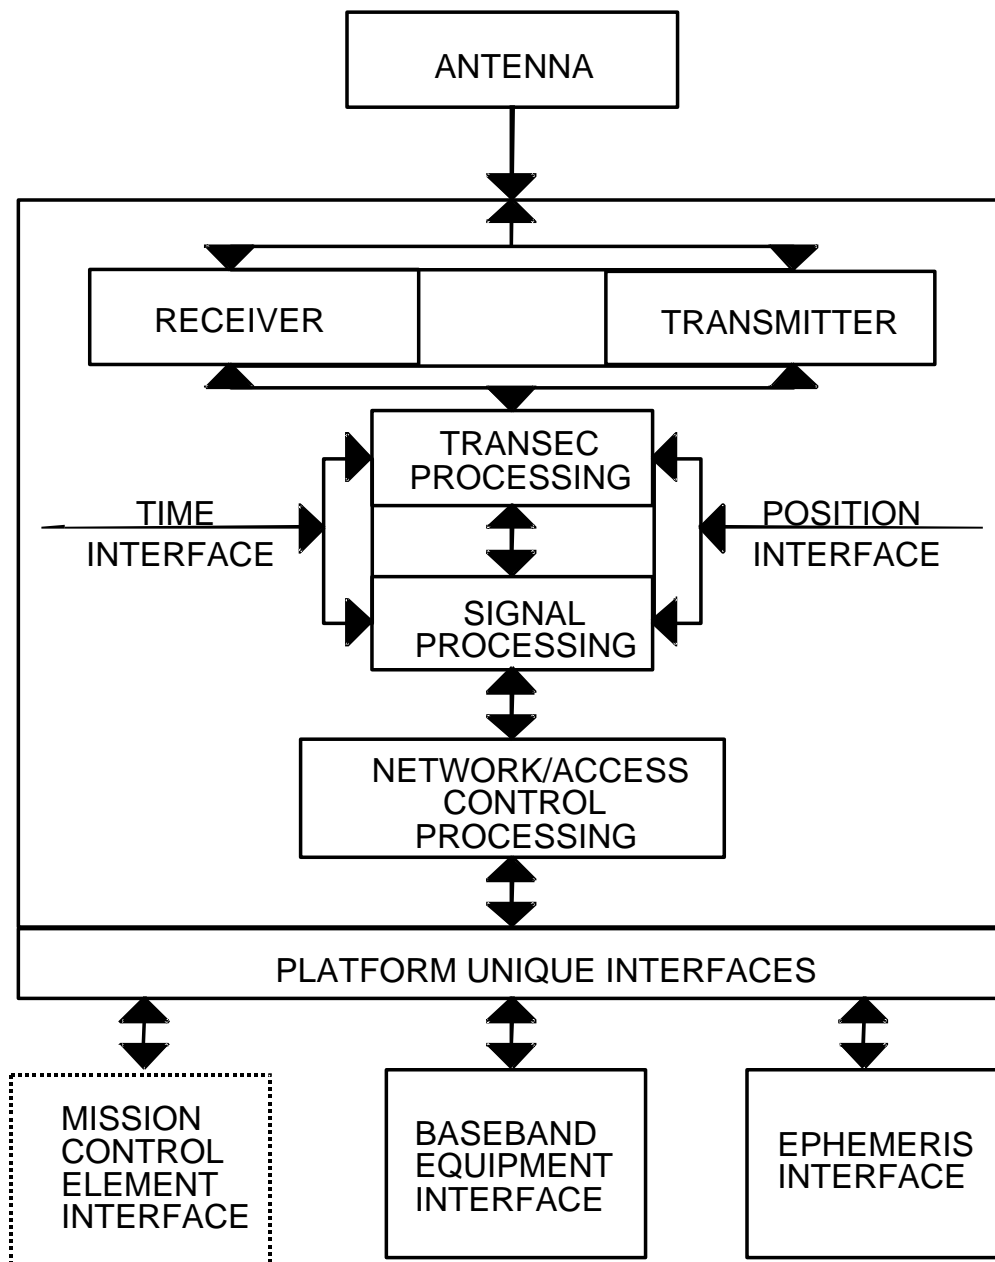 ANTENNA
RECEIVER
TRANSMITTER
TRANSEC
PROCESSING
TIME
INTERFACE
POSITION
INTERFACE
SIGNAL
PROCESSING
NETWORK/ACCESS
CONTROL
PROCESSING
PLATFORM UNIQUE INTERFACES
MISSION
CONTROL
ELEMENT
INTERFACE
BASEBAND
EQUIPMENT
INTERFACE
EPHEMERIS
INTERFACE